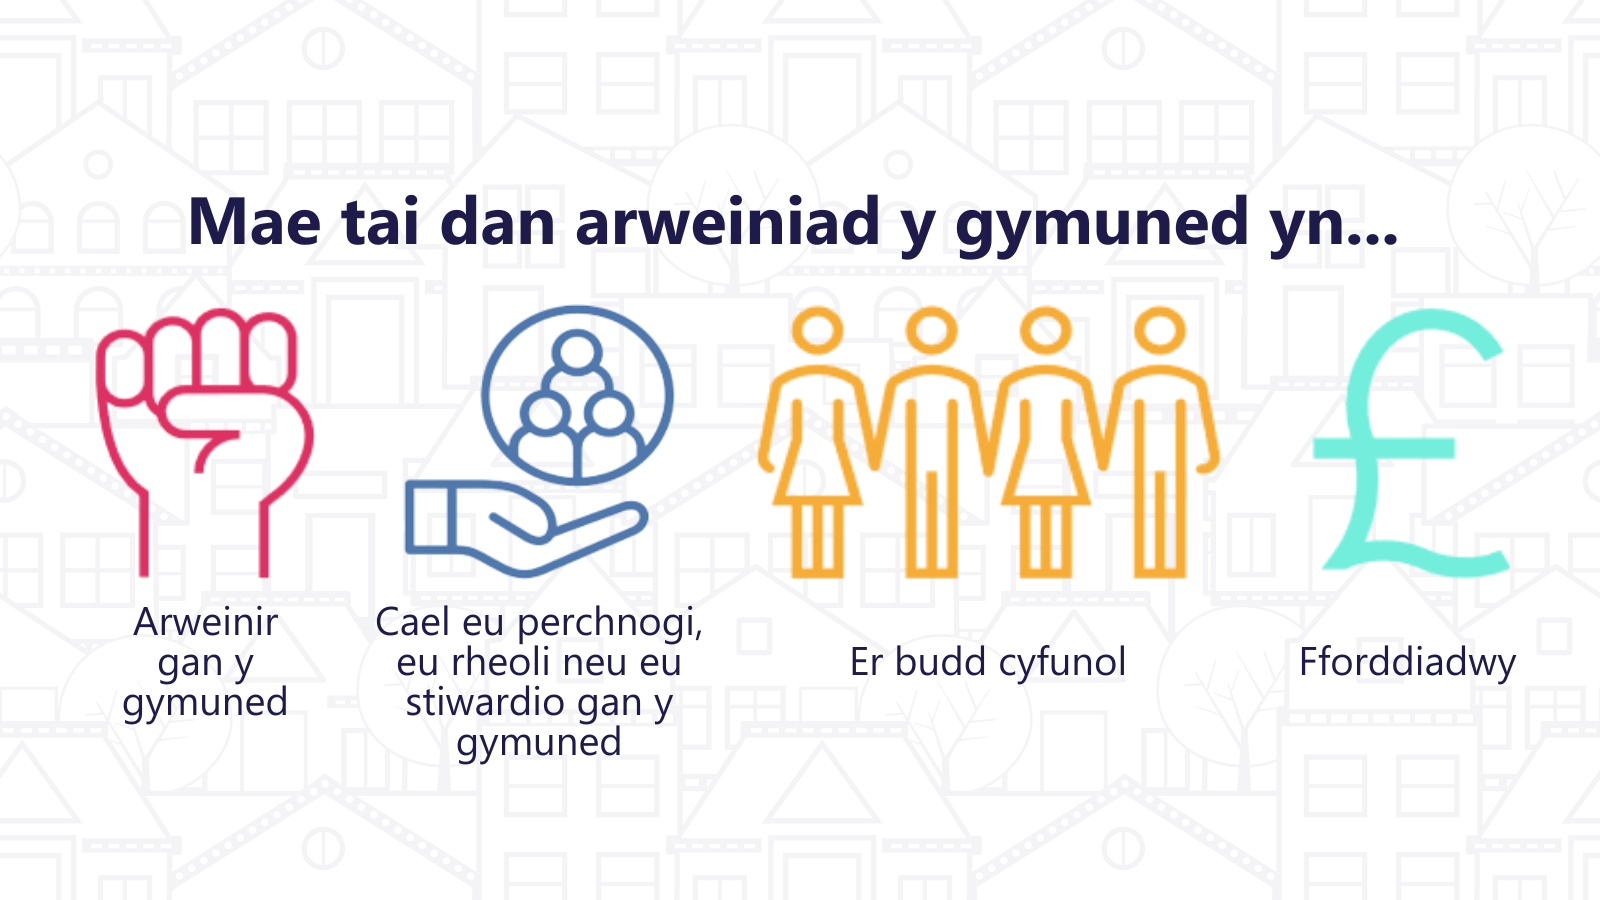 Mae tai dan arweiniad y gymuned yn...
Arweinir
gan y
gymuned
Cael eu perchnogi,
eu rheoli neu eu
stiwardio gan y
gymuned
Er budd cyfunol
Fforddiadwy